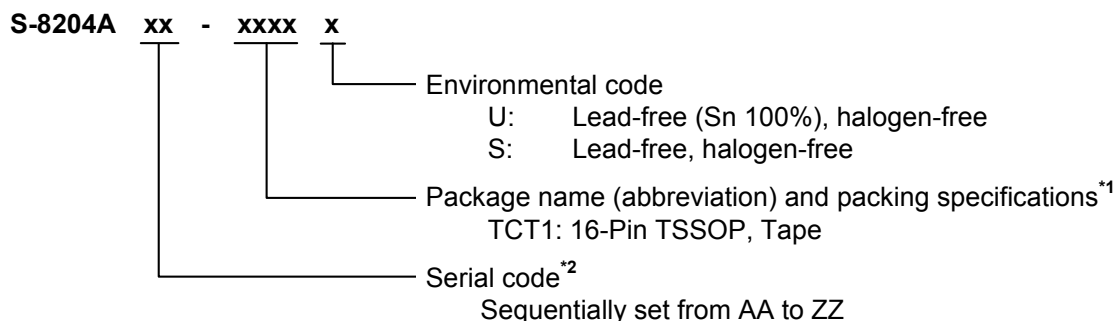 S-8204A xx - xxxx x
Environmental code
U: Lead-free (Sn 100%), halogen-free
S: Lead-free, halogen-free
Package name (abbreviation) and packing specifications*1
TCT1: 16-Pin TSSOP, Tape
Serial code*2
Sequentially set from AA to ZZ